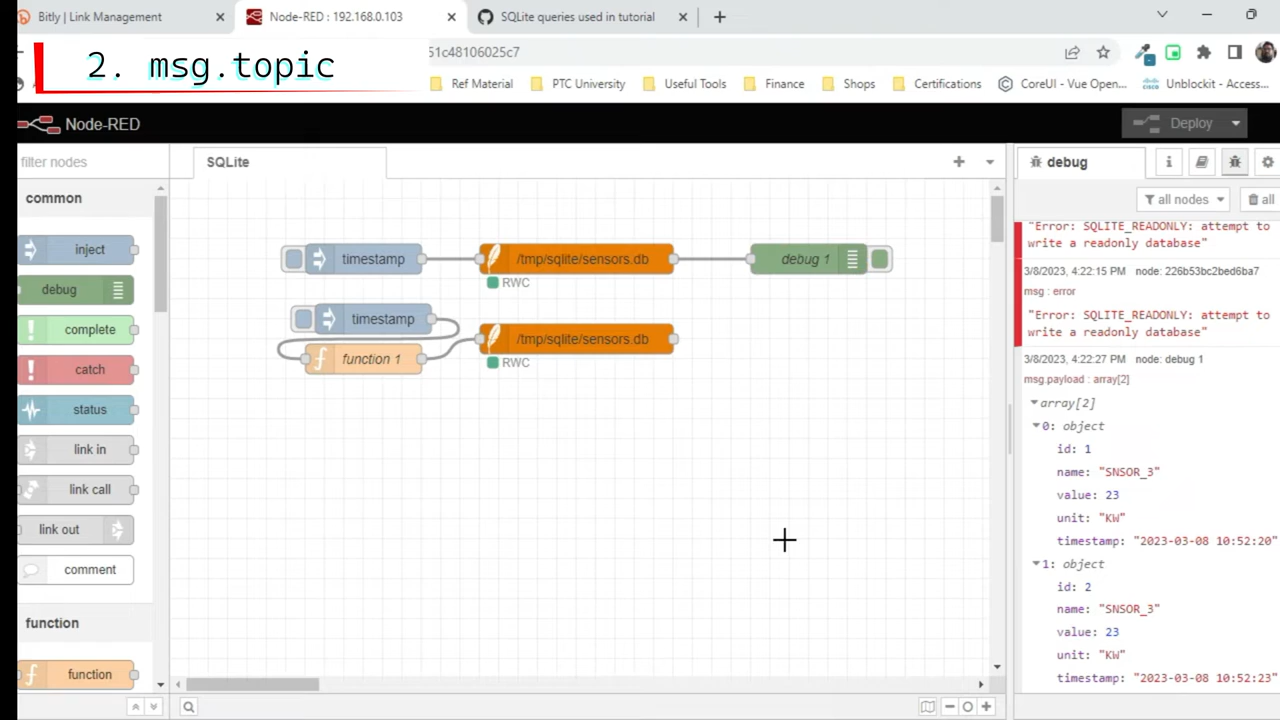 Bitly | Link Management
Node-RED : 192.168.0.103
SQLite queries used in tutorial
2. msg.topic
51c48106025c7
Ref Material
PTC University
Useful Tools
Finance
Shops
Certifications
CoreUI - Vue Open...
Unblockit - Access...
Node-RED
Deploy
filter nodes
SQLite
debug
i
all nodes
all
common
inject
debug
complete
catch
status
link in
link call
link out
comment
function
function
timestamp
/tmp/sqlite/sensors.db
debug 1
RWC
timestamp
function 1
/tmp/sqlite/sensors.db
RWC
"Error: SQLITE_READONLY: attempt to
write a readonly database"
3/8/2023, 4:22:15 PM node: 226b53bc2bed6ba7
msg : error
"Error: SQLITE_READONLY: attempt to
write a readonly database"
3/8/2023, 4:22:27 PM node: debug 1
msg.payload : array[2]
array[2]
0: object
id: 1
name: "SNSOR_3"
value: 23
unit: "KW"
timestamp: "2023-03-08 10:52:20"
1: object
id: 2
name: "SNSOR_3"
value: 23
unit: "KW"
timestamp: "2023-03-08 10:52:23"